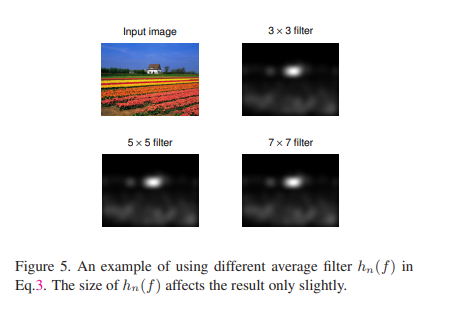 Input image
3 × 3 filter
5 × 5 filter
7 × 7 filter
Figure 5. An example of using different average filter hₙ(f) in
Eq.3. The size of hₙ(f) affects the result only slightly.